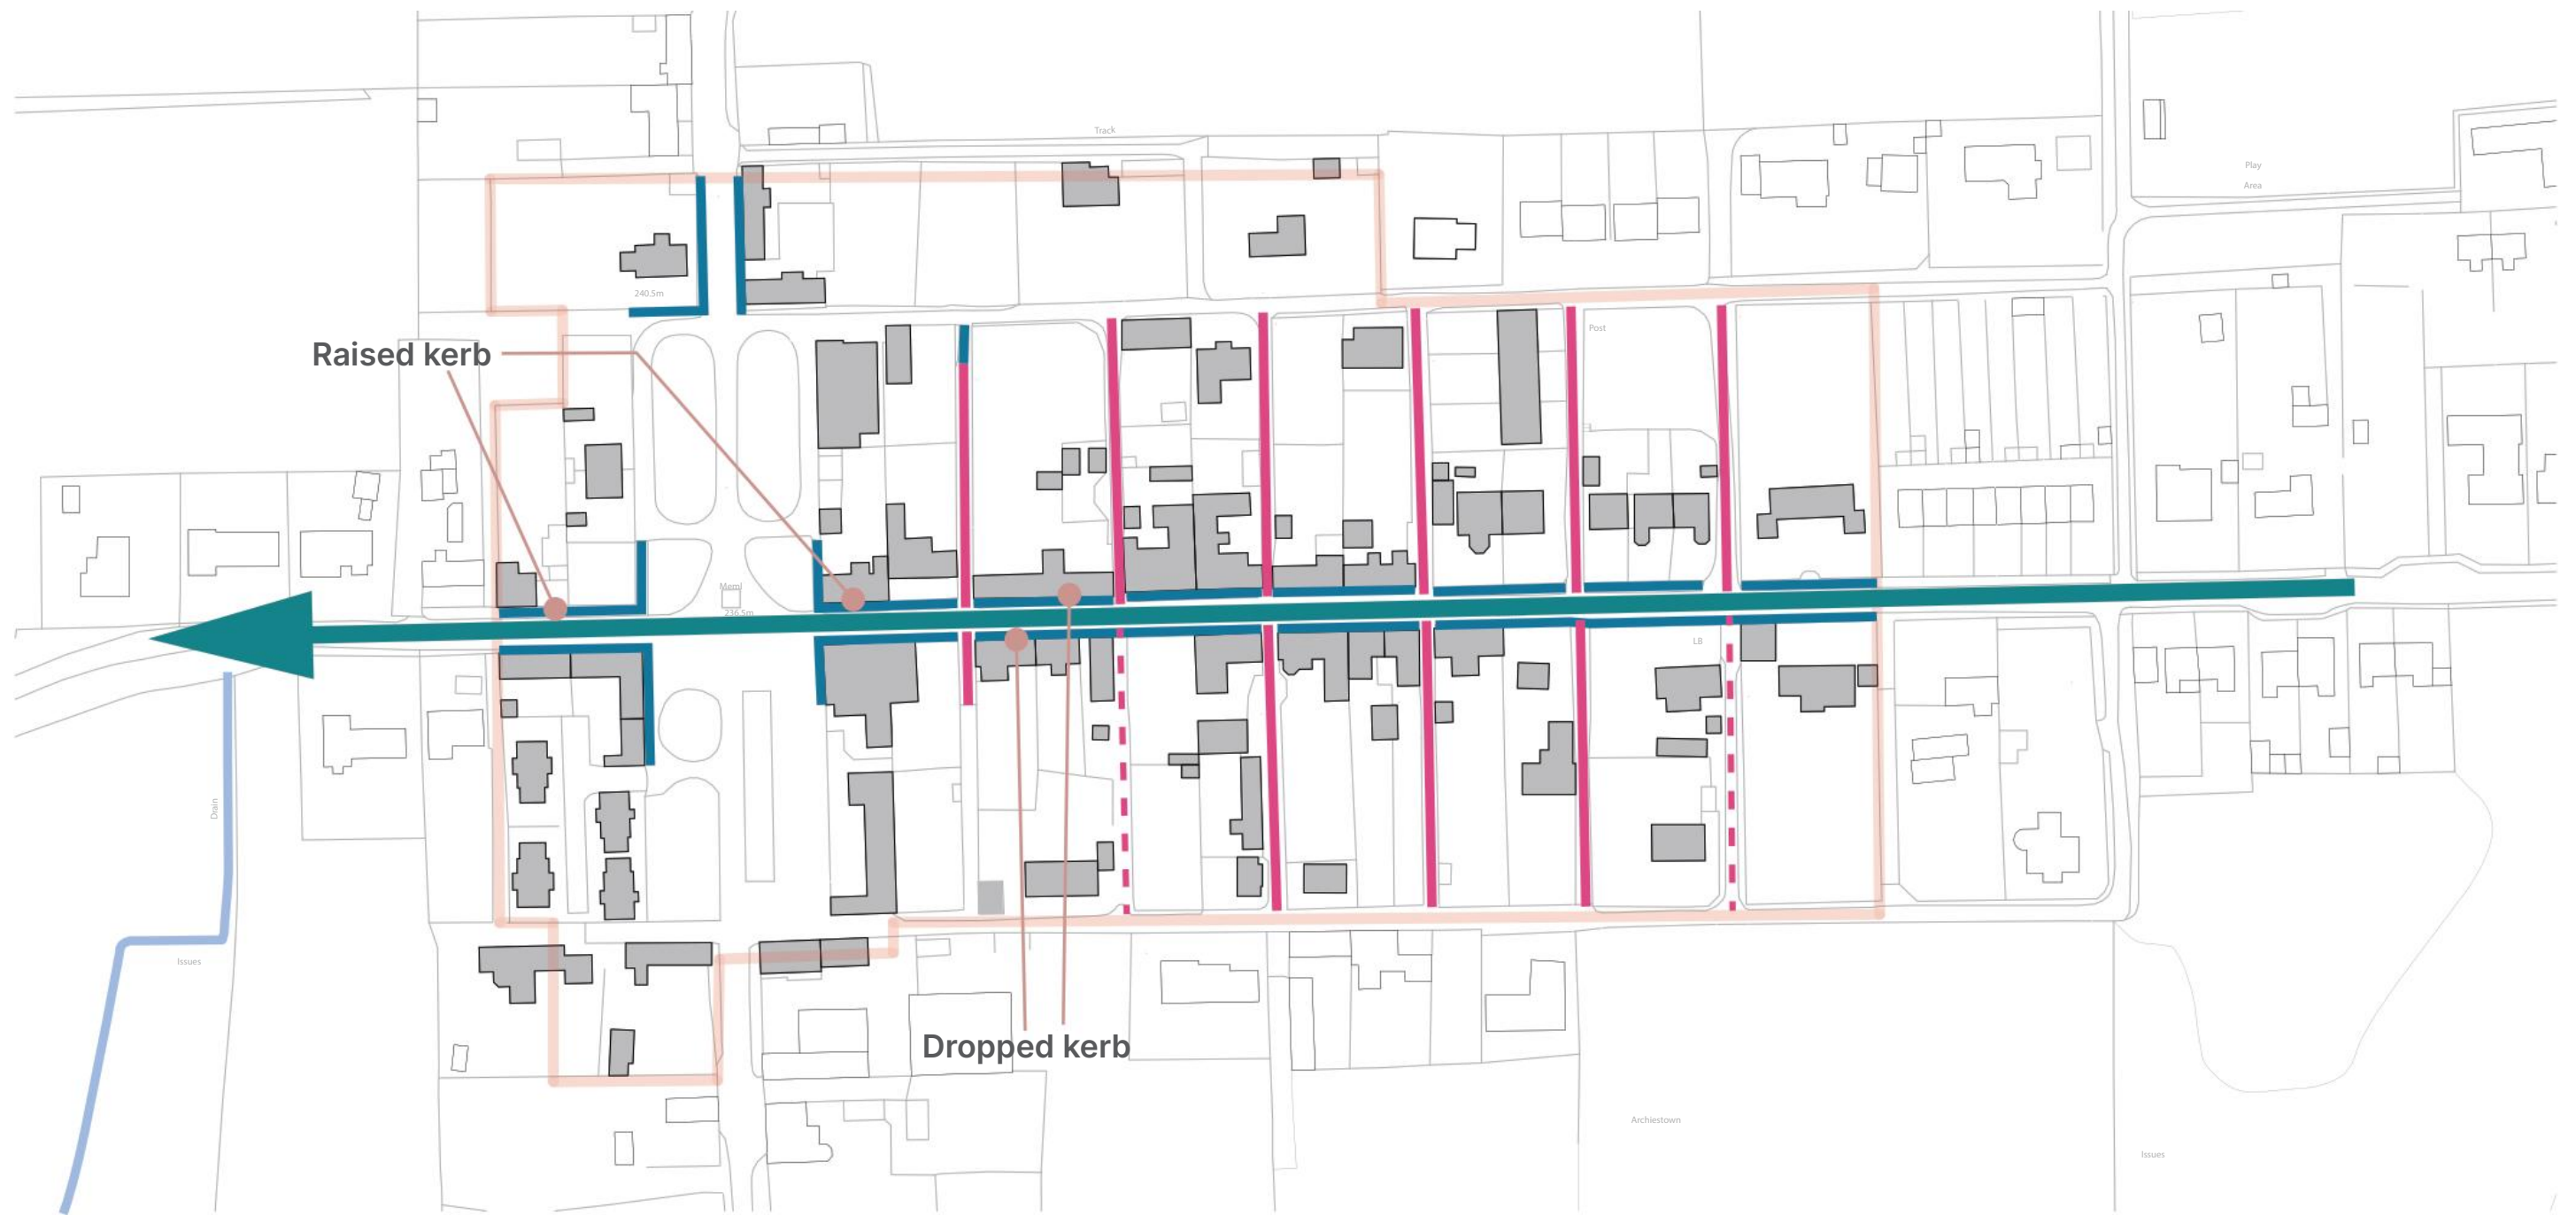 Track
Play
Area
240.5m
Post
Raised kerb
Meml
236.5m
LB
Drain
Issues
Dropped kerb
Archiestown
Issues